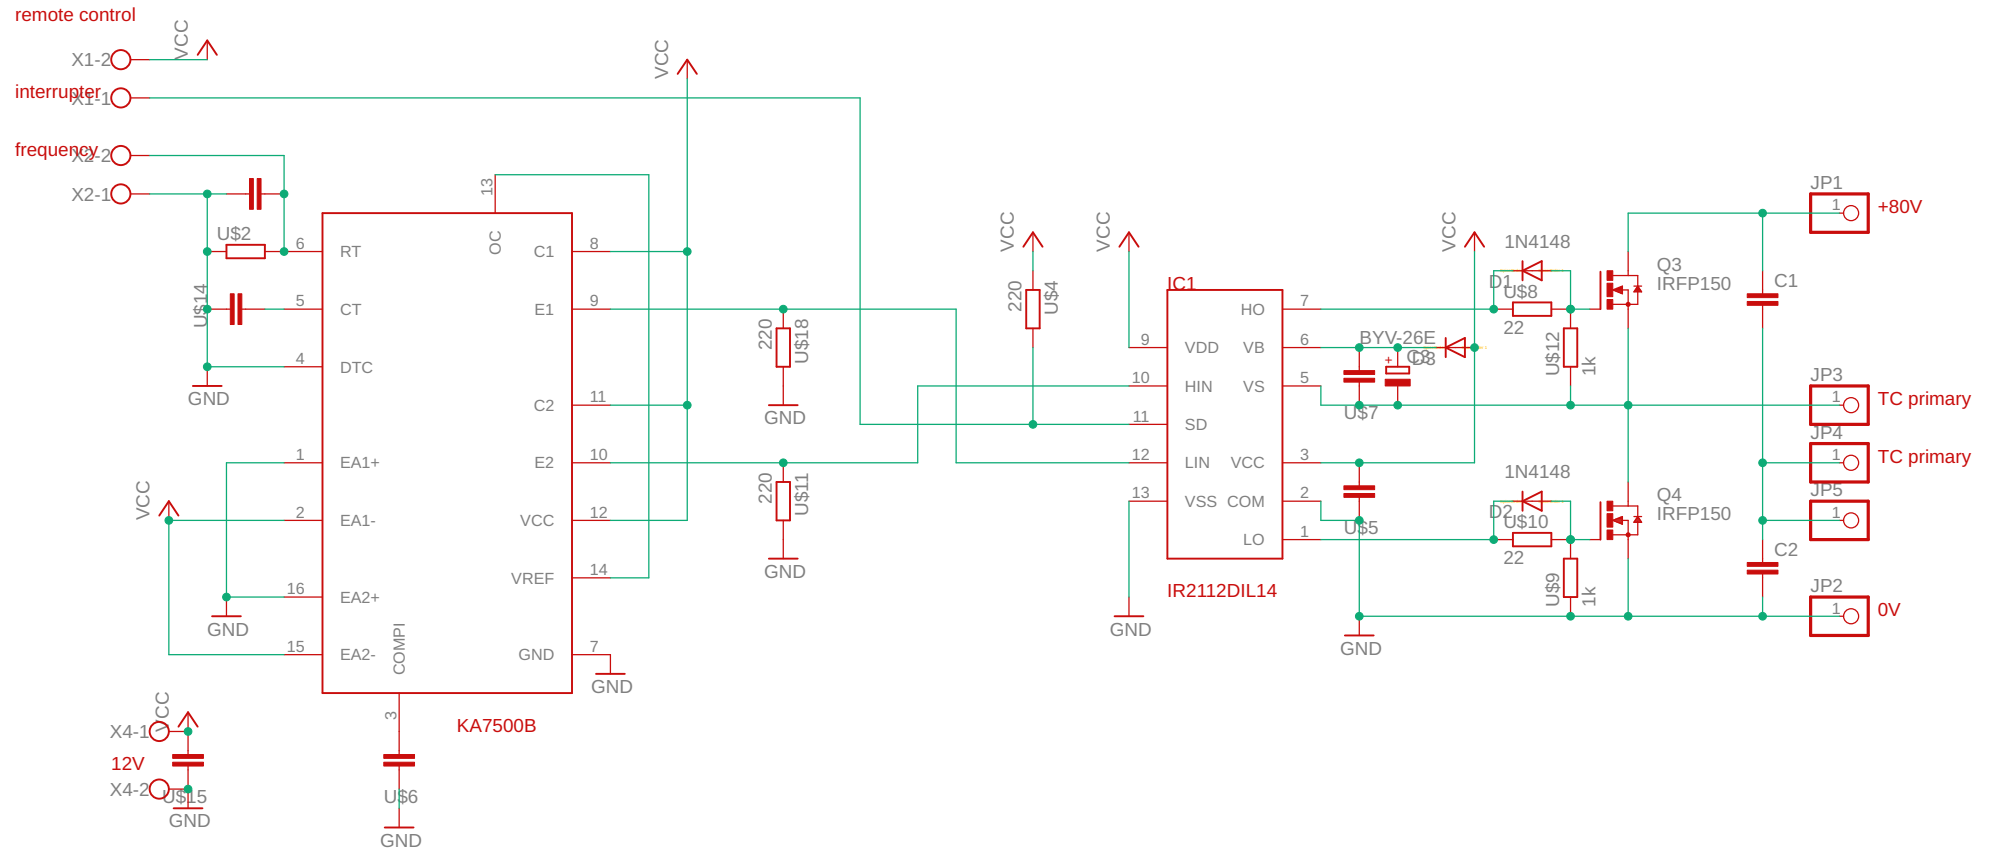 remote control
VCC
X1-2
interrupter
X1-1
frequency
X2-2
X2-1
U$2
U$14
GND
VCC
GND
6
5
4
1
2
16
15
RT
CT
DTC
EA1+
EA1-
EA2+
EA2-
COMPI
3
13
OC
C1
E1
C2
E2
VCC
VREF
GND
8
9
11
10
12
14
7
GND
KA7500B
VCC
X4-1
12V
X4-2
U$15
GND
U$6
GND
VCC
220
U$18
GND
220
U$11
GND
VCC
220
U$4
VCC
IC1
9
10
11
12
13
VDD
HIN
SD
LIN
VSS
HO
VB
VS
VCC
COM
LO
7
6
5
3
2
1
IR2112DIL14
GND
VCC
1N4148
D1
U$8
22
BYV-26E
C3
D3
+
U$7
U$12
1k
Q3
IRFP150
1N4148
D2
U$10
22
U$5
U$9
1k
Q4
IRFP150
GND
C1
C2
JP1
1
+80V
JP3
1
TC primary
JP4
1
TC primary
JP5
1
JP2
1
0V